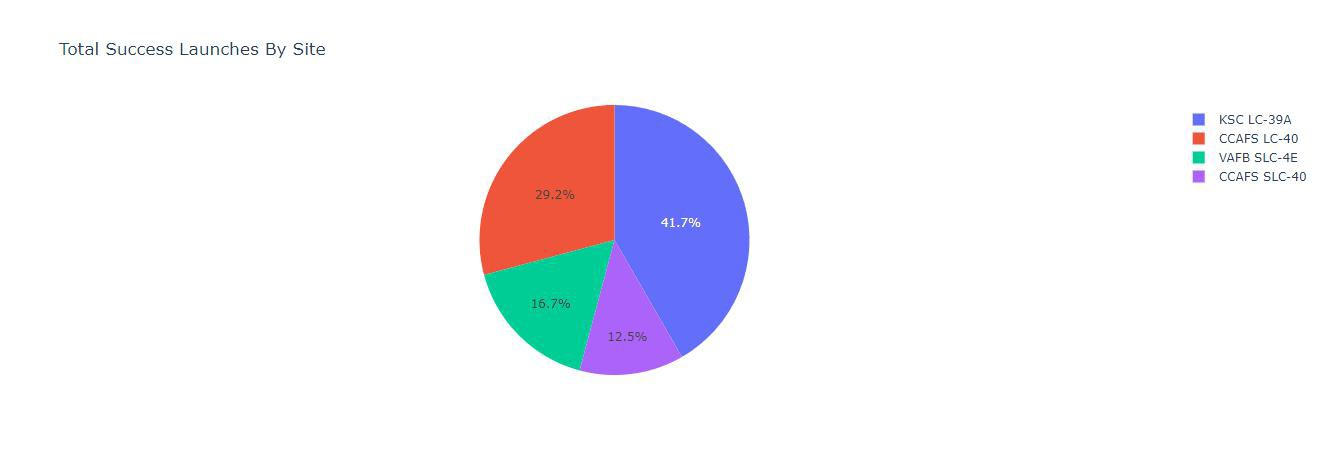 Total Success Launches By Site
KSC LC-39A
CCAFS LC-40
VAFB SLC-4E
CCAFS SLC-40
29.2%
41.7%
16.7%
12.5%